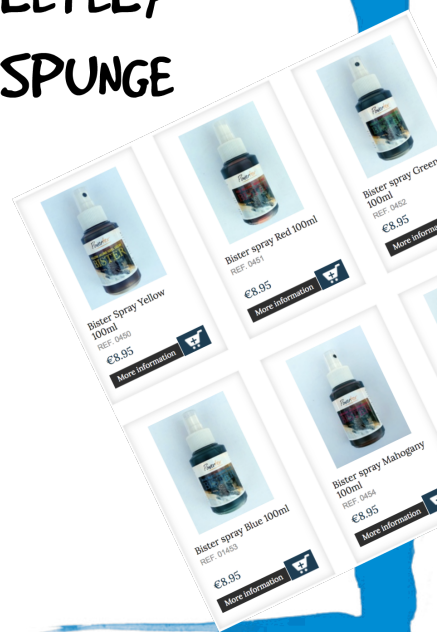 SPUNGE
Bister Spray Yellow
100ml
REF. 0450
€8.95
More information
Bister spray Red 100ml
REF. 0451
€8.95
More information
Bister spray Green
100ml
REF. 0452
€8.95
More
Bister spray Blue 100ml
REF. 01453
€8.95
More information
Bister spray Mahogany
100ml
REF. 0454
€8.95
More information